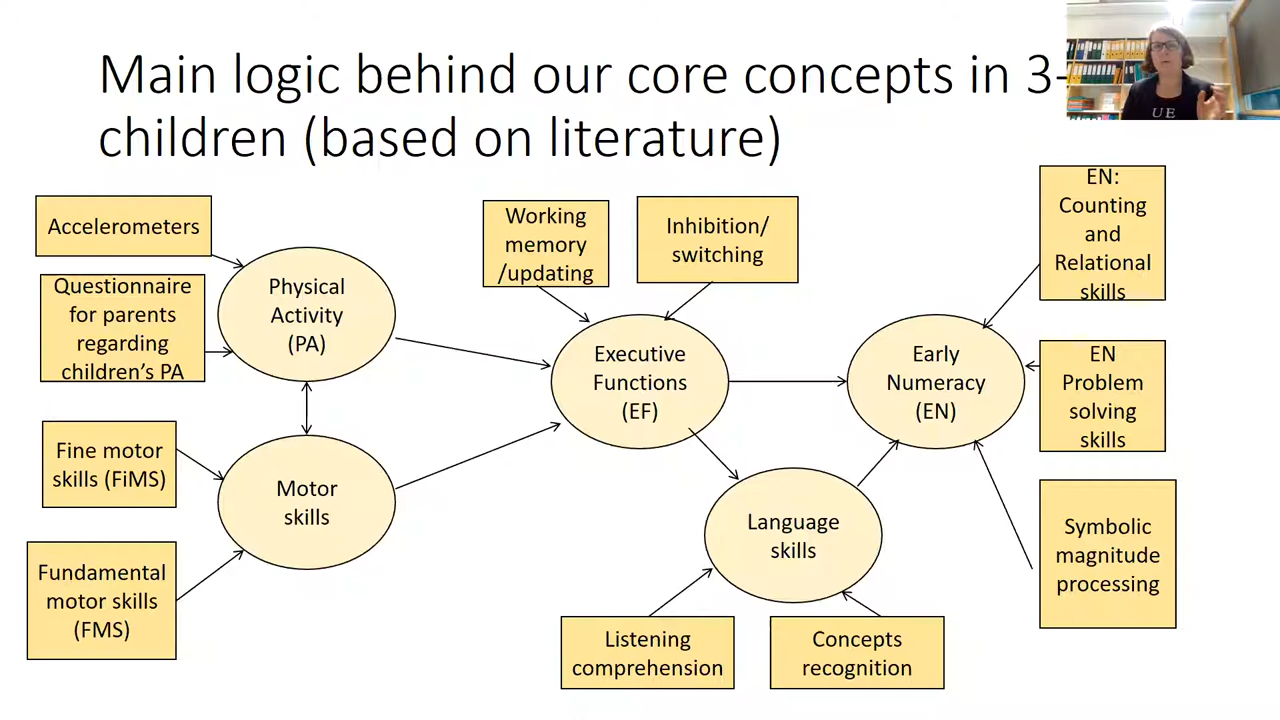 Main logic behind our core concepts in 3-
children (based on literature)
UE
Accelerometers
Questionnaire
for parents
regarding
children's PA
Physical
Activity
(PA)
Fine motor
skills (FiMS)
Motor
skills
Fundamental
motor skills
(FMS)
Working
memory
/updating
Inhibition/
switching
Executive
Functions
(EF)
Language
skills
Listening
comprehension
Concepts
recognition
Early
Numeracy
(EN)
EN:
Counting
and
Relational
skills
EN
Problem
solving
skills
Symbolic
magnitude
processing